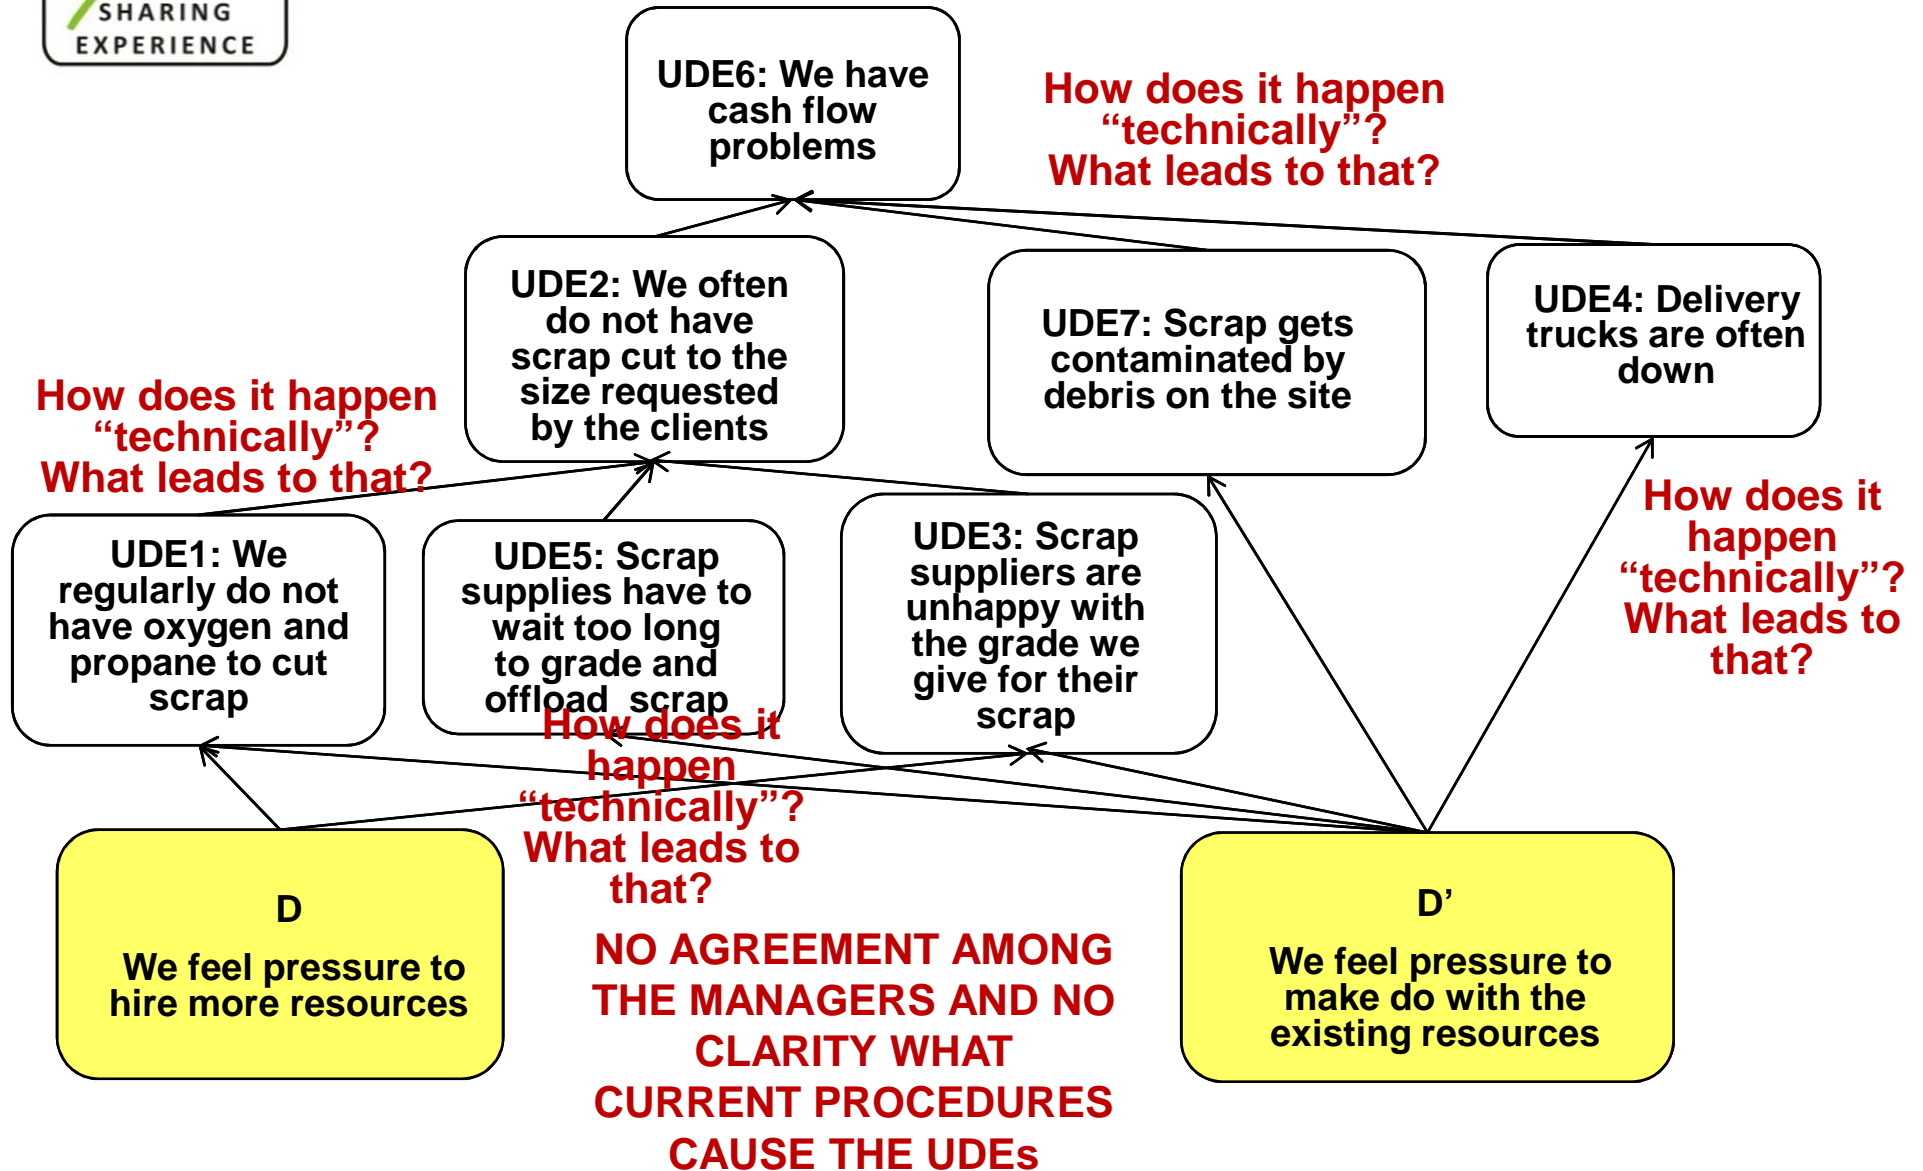 SHARING
EXPERIENCE
UDE6: We have
cash flow
problems
How does it happen
“technically”?
What leads to that?
UDE2: We often
do not have
scrap cut to the
size requested
by the clients
UDE7: Scrap gets
contaminated by
debris on the site
UDE4: Delivery
trucks are often
down
How does it happen
“technically”?
What leads to that?
How does it
happen
“technically”?
What leads to
that?
UDE1: We
regularly do not
have oxygen and
propane to cut
scrap
UDE5: Scrap
supplies have to
wait too long
to grade and
offload scrap
UDE3: Scrap
suppliers are
unhappy with
the grade we
give for their
scrap
How does it
happen
“technically”?
What leads to
that?
D
We feel pressure to
hire more resources
NO AGREEMENT AMONG
THE MANAGERS AND NO
CLARITY WHAT
CURRENT PROCEDURES
CAUSE THE UDEs
D’
We feel pressure to
make do with the
existing resources